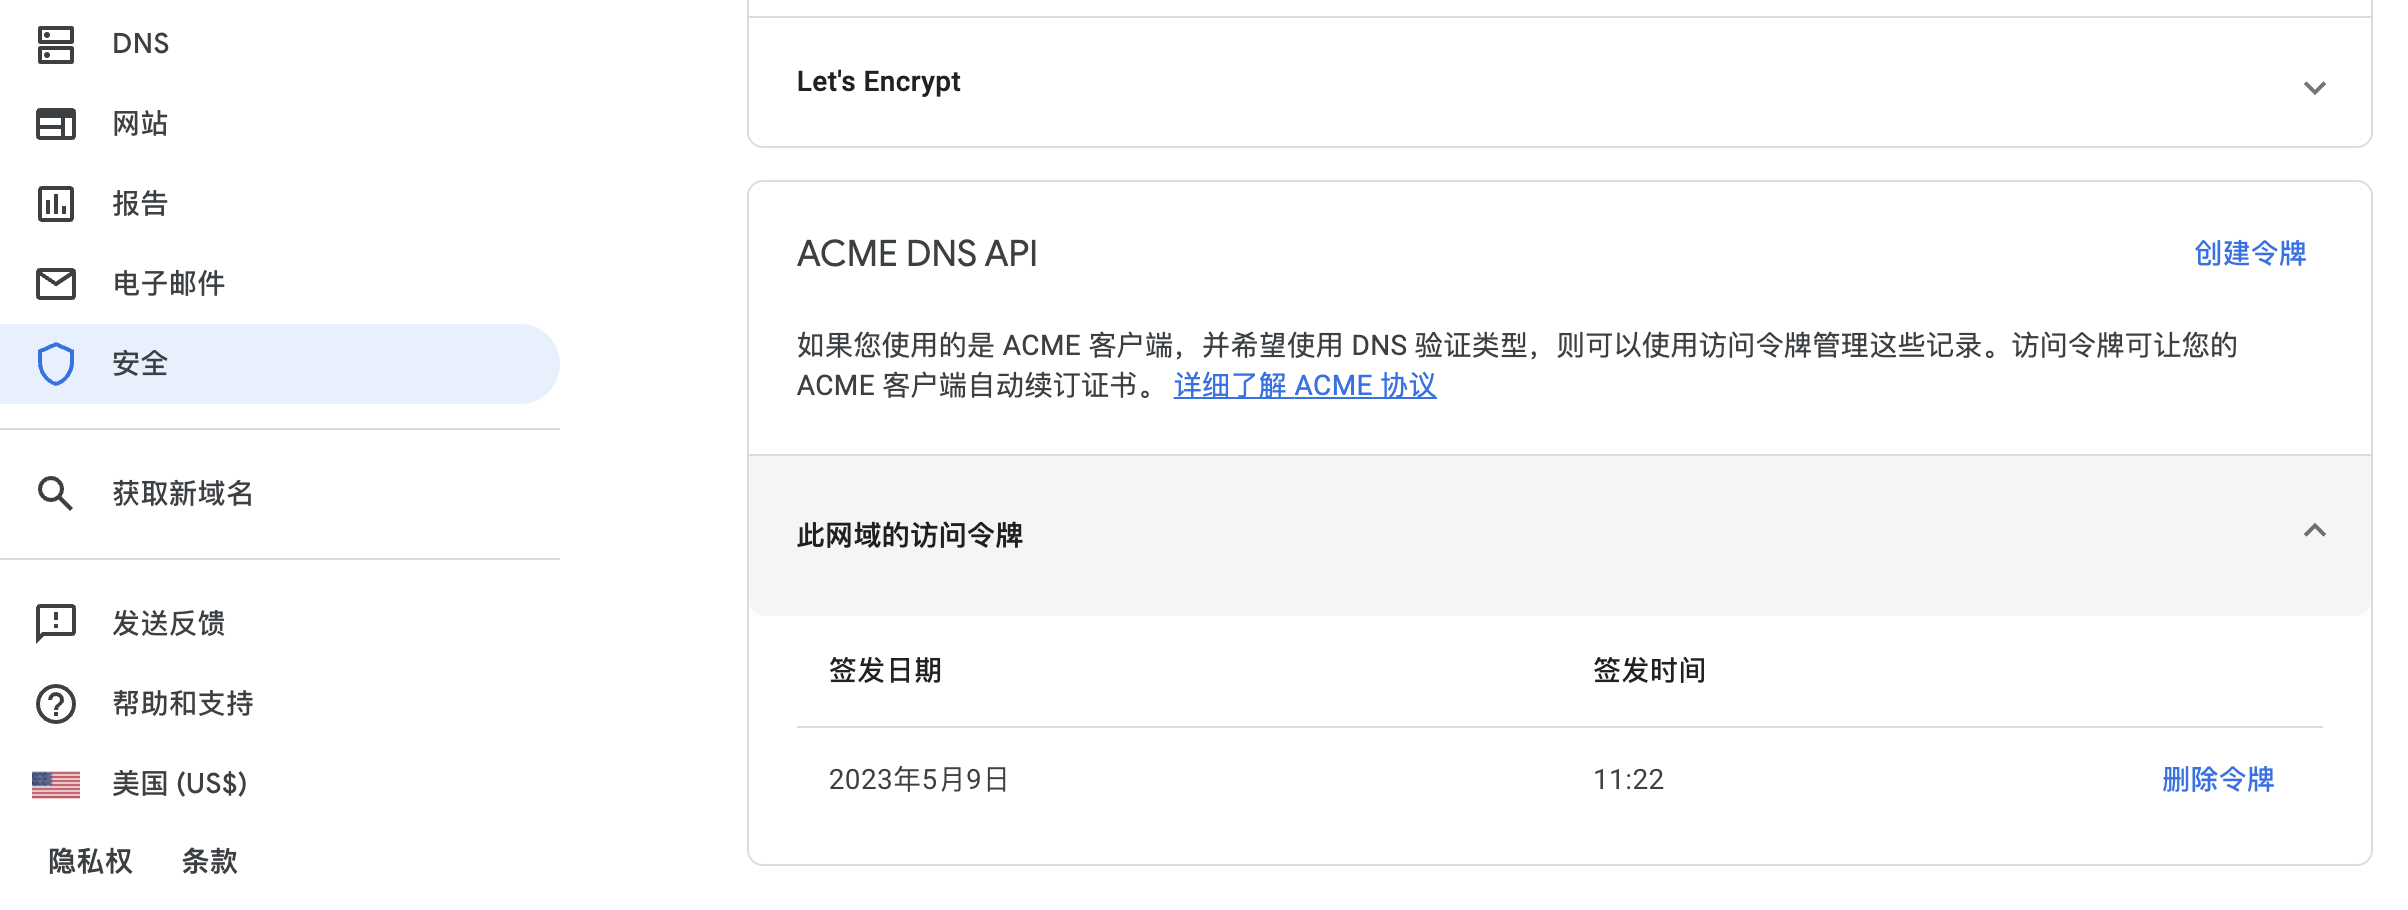 DNS
网站
报告
电子邮件
安全
获取新域名
发送反馈
帮助和支持
美国 (US$)
隐私权 条款
Let's Encrypt
ACME DNS API
创建令牌
如果您使用的是 ACME 客户端，并希望使用 DNS 验证类型，则可以使用访问令牌管理这些记录。访问令牌可让您的
ACME 客户端自动续订证书。 详细了解 ACME 协议
此网域的访问令牌
签发日期 签发时间
2023年5月9日 11:22 删除令牌